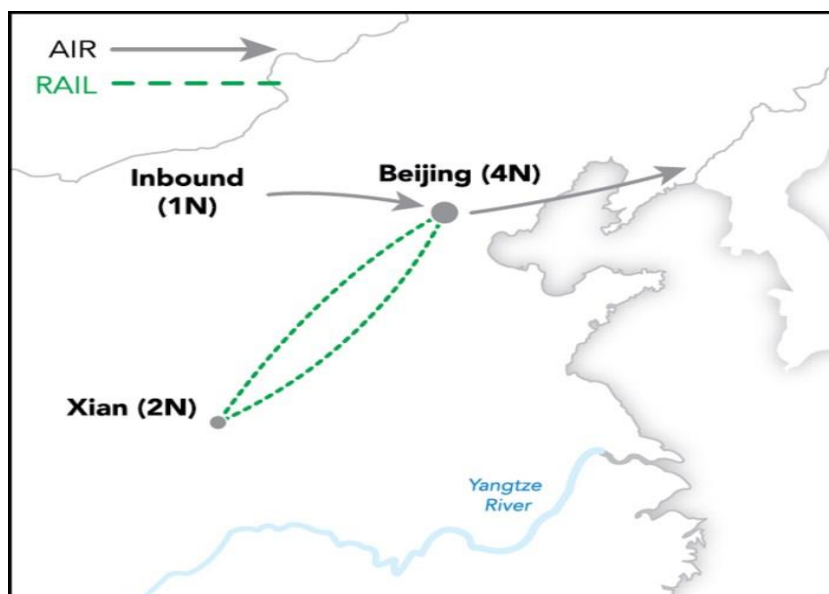 AIR
RAIL
Inbound
(1N)
Beijing (4N)
Xian (2N)
Yangtze
River